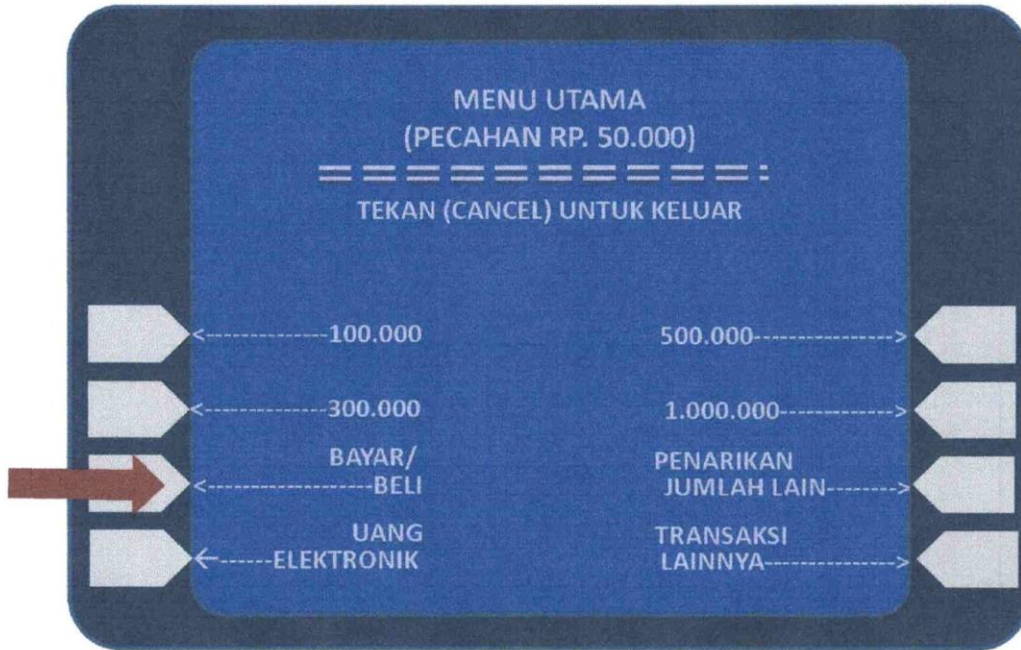 MENU UTAMA
(PECAHAN RP. 50.000)
TEKAN (CANCEL) UNTUK KELUAR
100.000
500.000
300.000
1.000.000
BAYAR/
BELI
PENARIKAN
JUMLAH LAIN
UANG
ELEKTRONIK
TRANSAKSI
LAINNYA